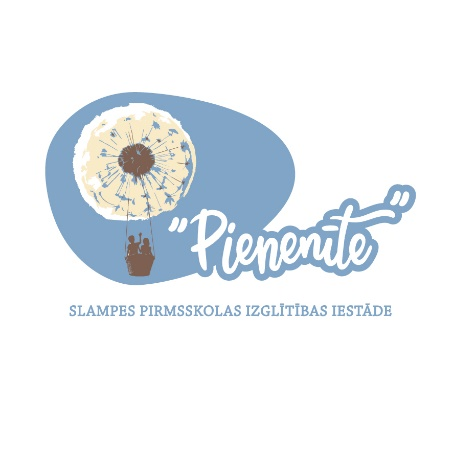 "Pienenīte"
SLAMPES PIRMSSKOLAS IZGLĪTĪBAS IESTĀDE